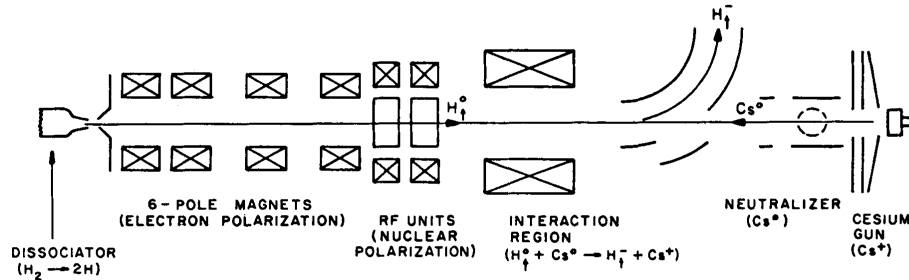 H↑⁻
H↑°
Cs°
6-POLE MAGNETS
(ELECTRON POLARIZATION)
RF UNITS
(NUCLEAR
POLARIZATION)
INTERACTION
REGION
(H↑° + Cs° → H↑⁻ + Cs⁺)
NEUTRALIZER
(Cs°)
CESIUM
GUN
(Cs⁺)
DISSOCIATOR
(H₂ → 2H)